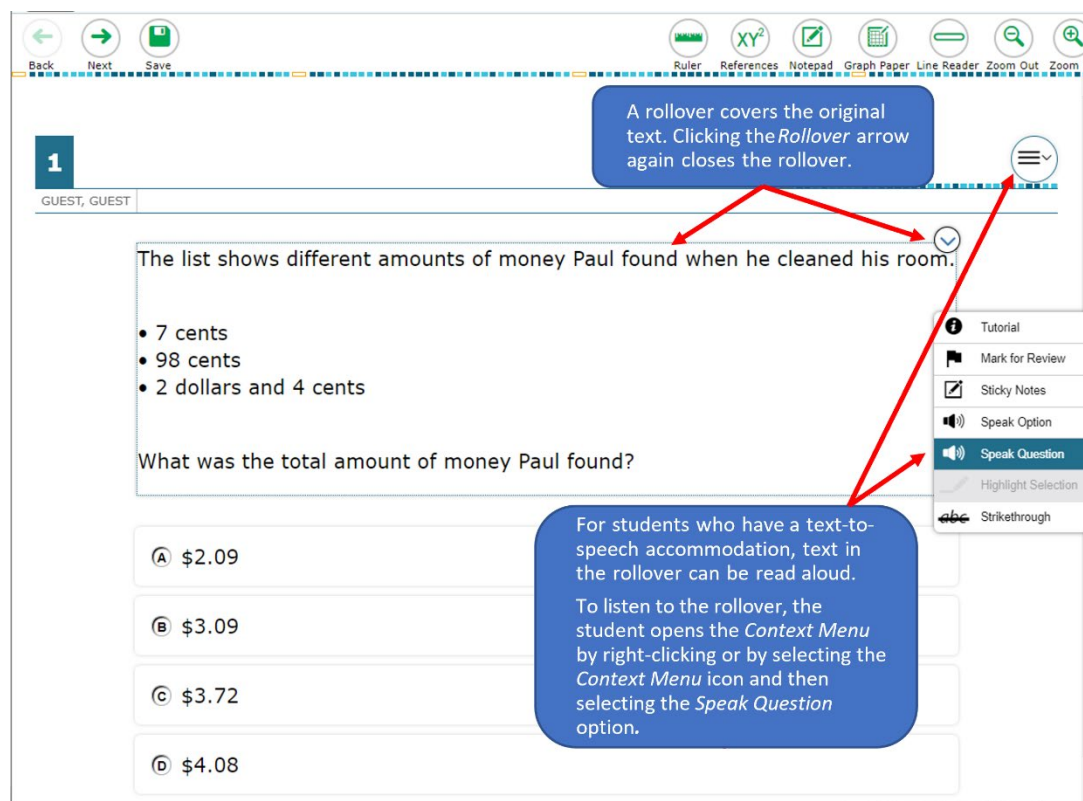 Back Next Save Ruler References Notepad Graph Paper Line Reader Zoom Out Zoom
XY²
A rollover covers the original
text. Clicking the Rollover arrow
again closes the rollover.
1
GUEST, GUEST
The list shows different amounts of money Paul found when he cleaned his room.
• 7 cents
• 98 cents
• 2 dollars and 4 cents
What was the total amount of money Paul found?
Tutorial
Mark for Review
Sticky Notes
Speak Option
Speak Question
Highlight Selection
abc Strikethrough
For students who have a text-to-
speech accommodation, text in
the rollover can be read aloud.
To listen to the rollover, the
student opens the Context Menu
by right-clicking or by selecting the
Context Menu icon and then
selecting the Speak Question
option.
A $2.09
B $3.09
C $3.72
D $4.08